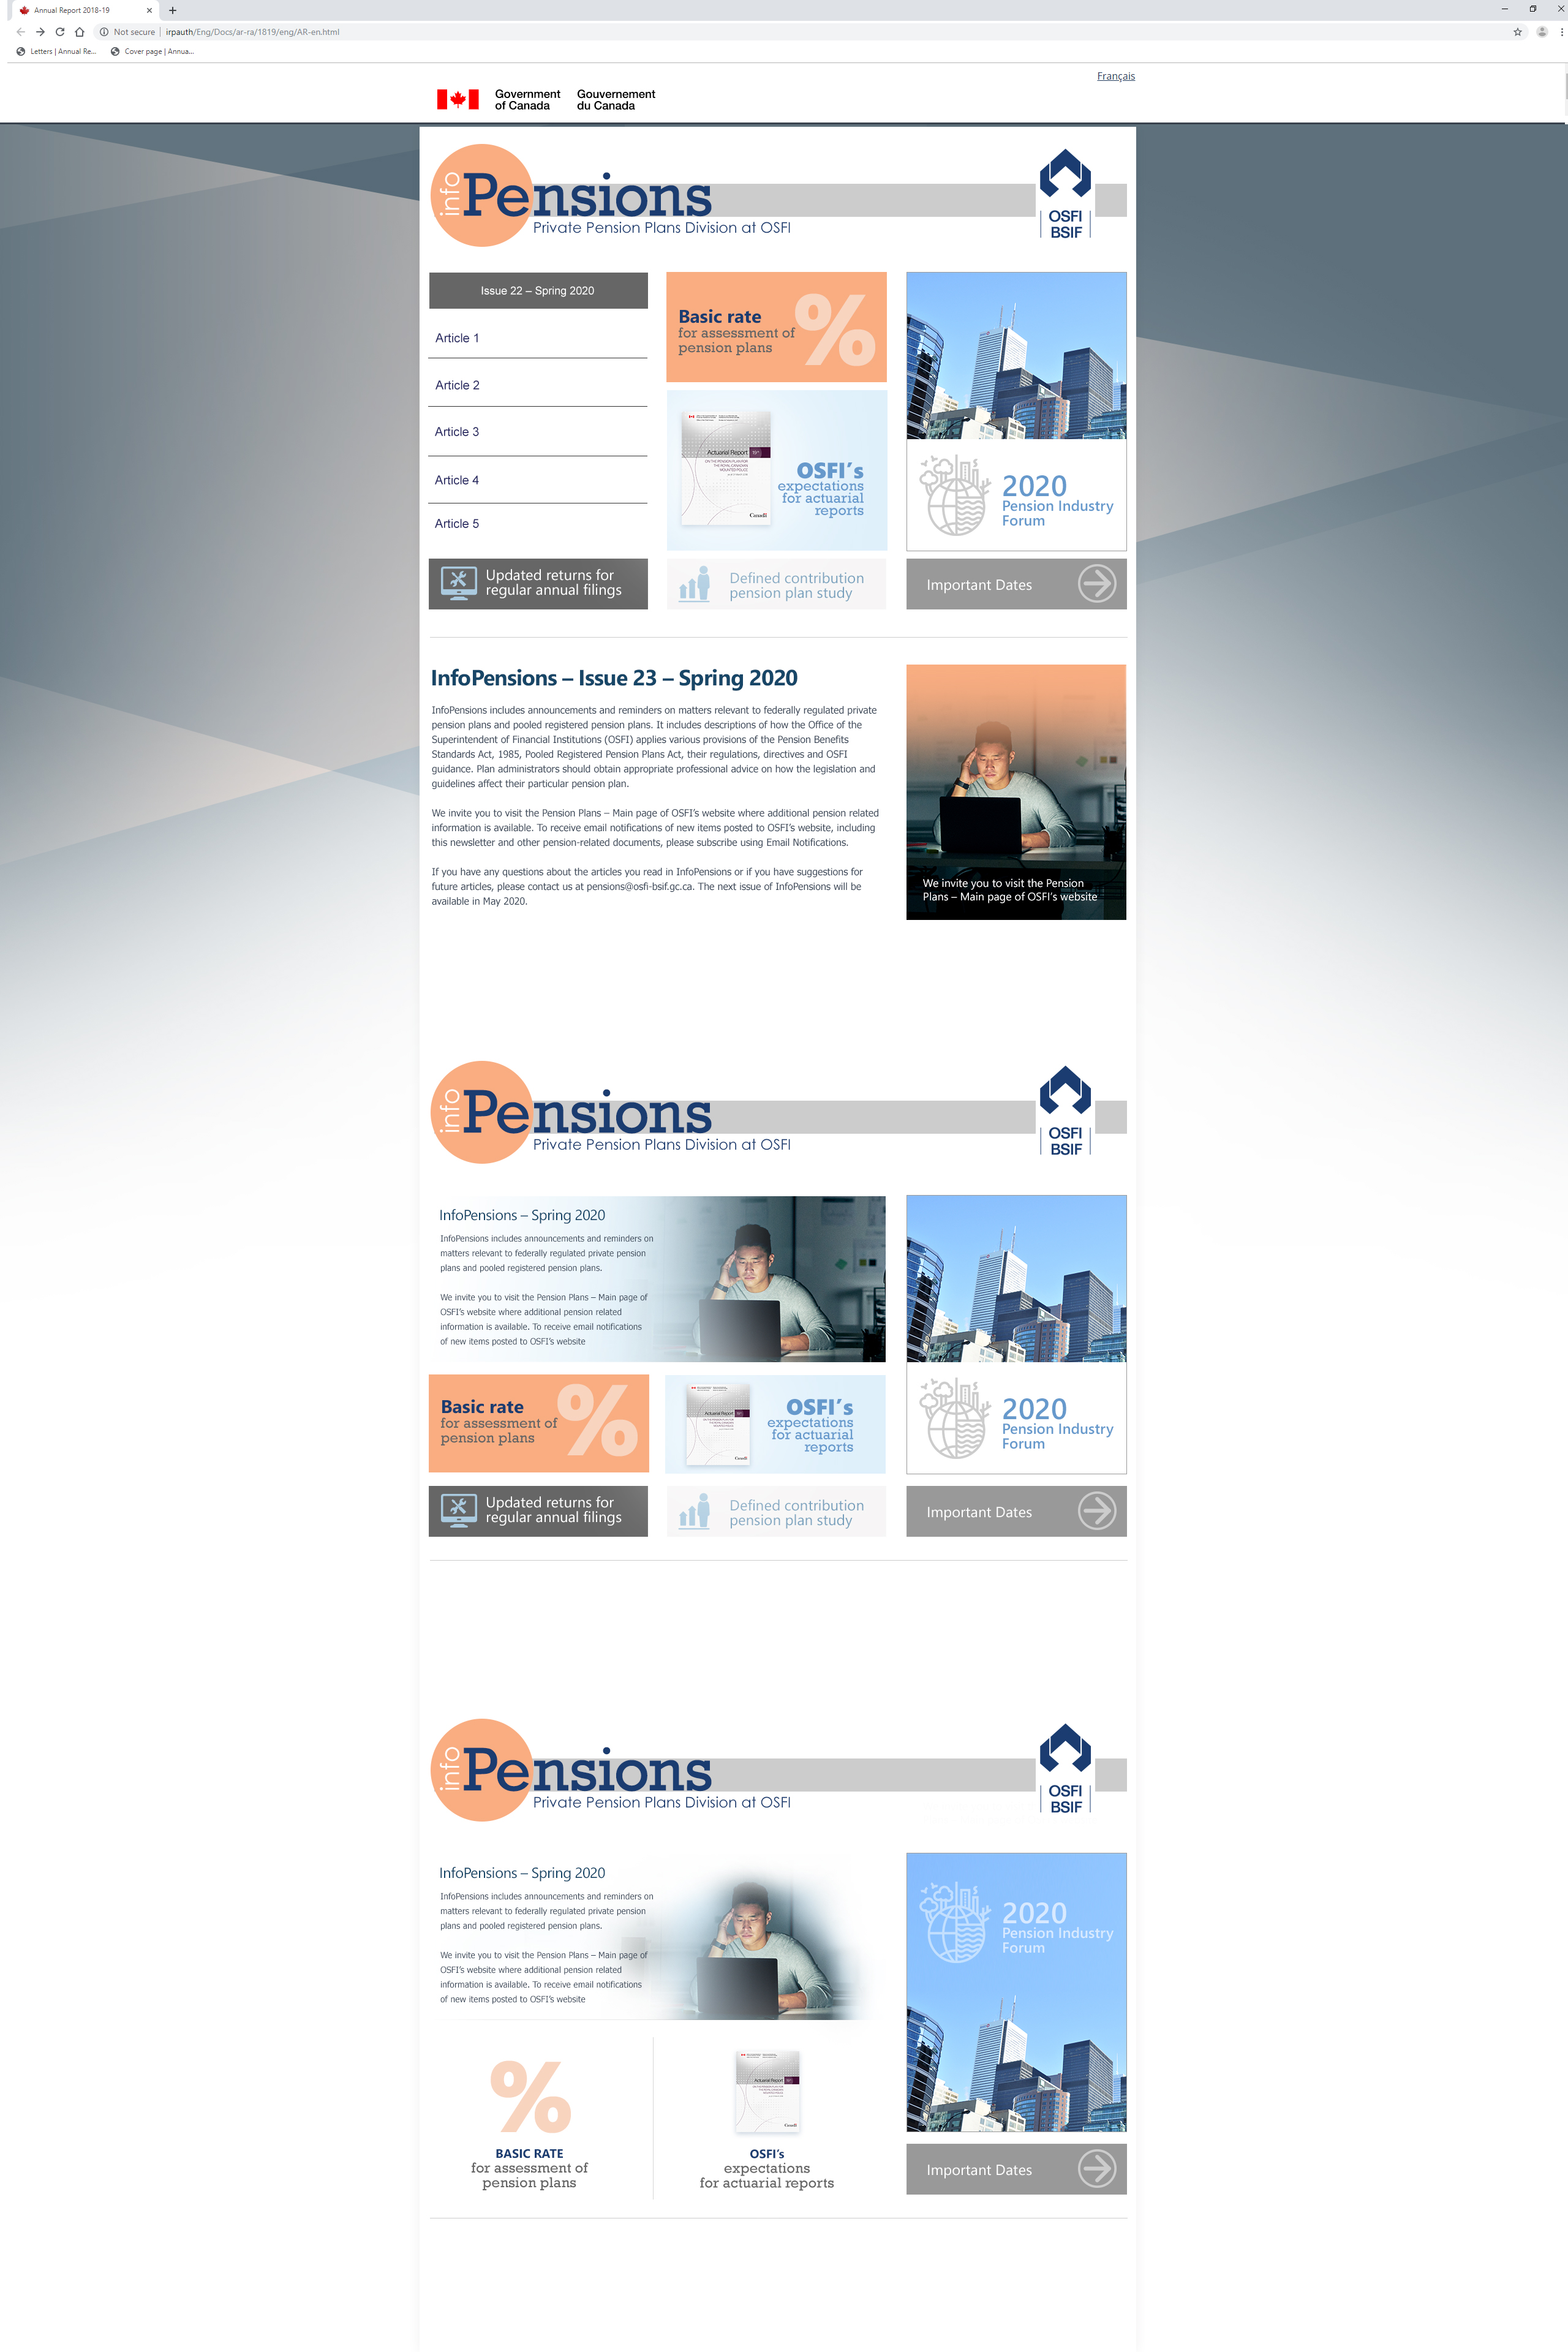 Annual Report 2018-19
Not secure
irpauth/Eng/Docs/ar-ra/1819/eng/AR-en.html
Letters | Annual Re...
Cover page | Annua...
Français
Government of Canada
Gouvernement du Canada
info
Pensions
Private Pension Plans Division at OSFI
OSFI
BSIF
Issue 22 – Spring 2020
Article 1
Article 2
Article 3
Article 4
Article 5
Basic rate
for assessment of
pension plans
%
Actuarial Report
ON THE PENSION PLAN FOR
THE ROYAL CANADIAN
MOUNTED POLICE
Canada
OSFI's
expectations
for actuarial
reports
2020
Pension Industry
Forum
Updated returns for
regular annual filings
Defined contribution
pension plan study
Important Dates
InfoPensions – Issue 23 – Spring 2020
InfoPensions includes announcements and reminders on matters relevant to federally regulated private
pension plans and pooled registered pension plans. It includes descriptions of how the Office of the
Superintendent of Financial Institutions (OSFI) applies various provisions of the Pension Benefits
Standards Act, 1985, Pooled Registered Pension Plans Act, their regulations, directives and OSFI
guidance. Plan administrators should obtain appropriate professional advice on how the legislation and
guidelines affect their particular pension plan.
We invite you to visit the Pension Plans – Main page of OSFI's website where additional pension related
information is available. To receive email notifications of new items posted to OSFI's website, including
this newsletter and other pension-related documents, please subscribe using Email Notifications.
If you have any questions about the articles you read in InfoPensions or if you have suggestions for
future articles, please contact us at pensions@osfi-bsif.gc.ca. The next issue of InfoPensions will be
available in May 2020.
We invite you to visit the Pension
Plans – Main page of OSFI's website
info
Pensions
Private Pension Plans Division at OSFI
OSFI
BSIF
InfoPensions – Spring 2020
InfoPensions includes announcements and reminders on
matters relevant to federally regulated private pension
plans and pooled registered pension plans.
We invite you to visit the Pension Plans – Main page of
OSFI's website where additional pension related
information is available. To receive email notifications
of new items posted to OSFI's website
Basic rate
for assessment of
pension plans
%
Actuarial Report
Canada
OSFI's
expectations
for actuarial
reports
2020
Pension Industry
Forum
Updated returns for
regular annual filings
Defined contribution
pension plan study
Important Dates
info
Pensions
Private Pension Plans Division at OSFI
OSFI
BSIF
InfoPensions – Spring 2020
InfoPensions includes announcements and reminders on
matters relevant to federally regulated private pension
plans and pooled registered pension plans.
We invite you to visit the Pension Plans – Main page of
OSFI's website where additional pension related
information is available. To receive email notifications
of new items posted to OSFI's website
2020
Pension Industry
Forum
%
BASIC RATE
for assessment of
pension plans
Actuarial Report
Canada
OSFI's
expectations
for actuarial reports
Important Dates